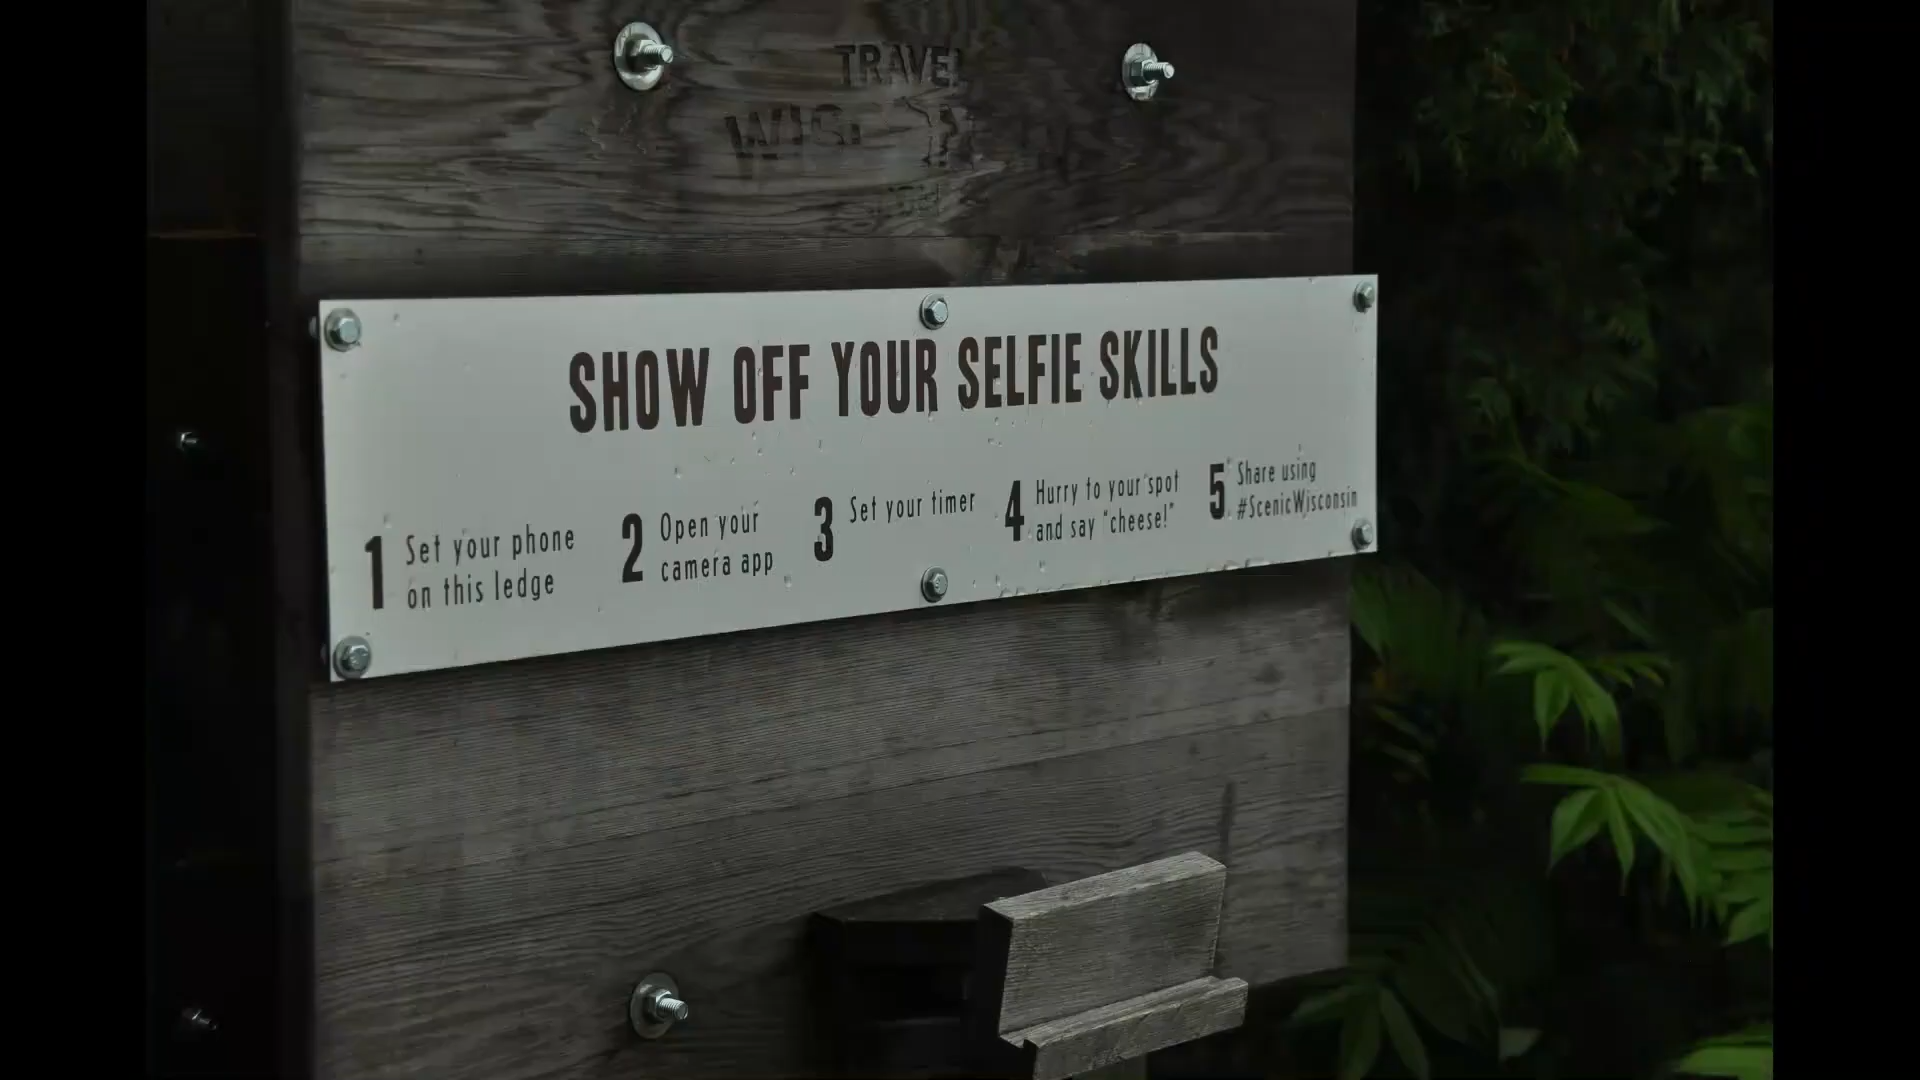 TRAVEL
SHOW OFF YOUR SELFIE SKILLS
1 Set your phone
on this ledge
2 Open your
camera app
3 Set your timer
4 Hurry to your spot
and say "cheese!"
5 Share using
#ScenicWisconsin